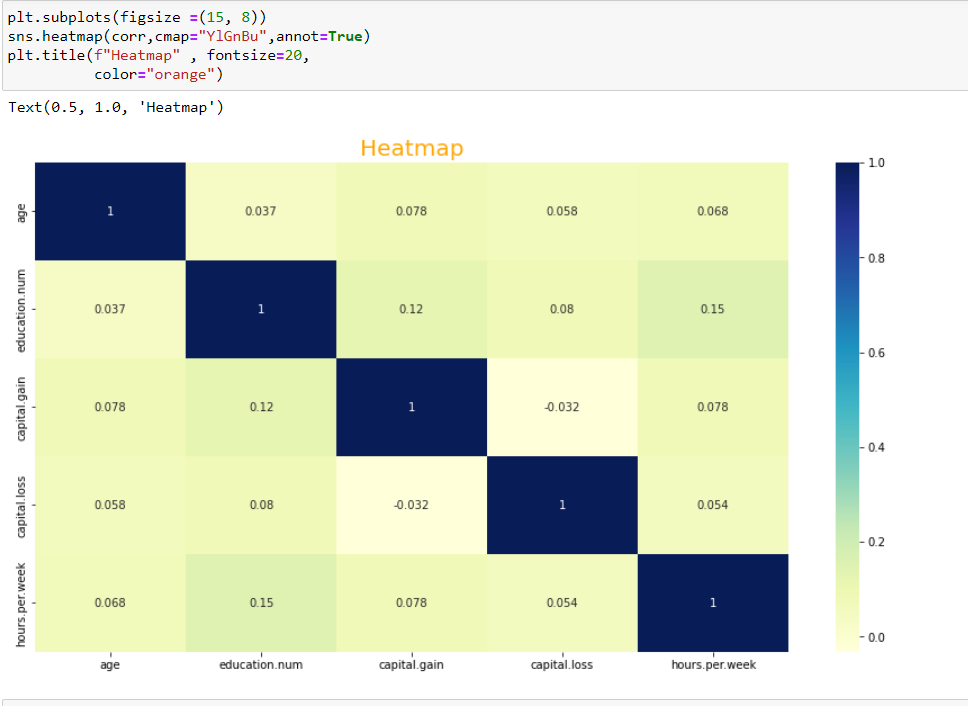 plt.subplots(figsize =(15, 8))
sns.heatmap(corr,cmap="YlGnBu",annot=True)
plt.title(f"Heatmap" , fontsize=20,
          color="orange")
Text(0.5, 1.0, 'Heatmap')
Heatmap
age
1 0.037 0.078 0.058 0.068
education.num
0.037 1 0.12 0.08 0.15
capital.gain
0.078 0.12 1 -0.032 0.078
capital.loss
0.058 0.08 -0.032 1 0.054
hours.per.week
0.068 0.15 0.078 0.054 1
age education.num capital.gain capital.loss hours.per.week
1.0
0.8
0.6
0.4
0.2
0.0